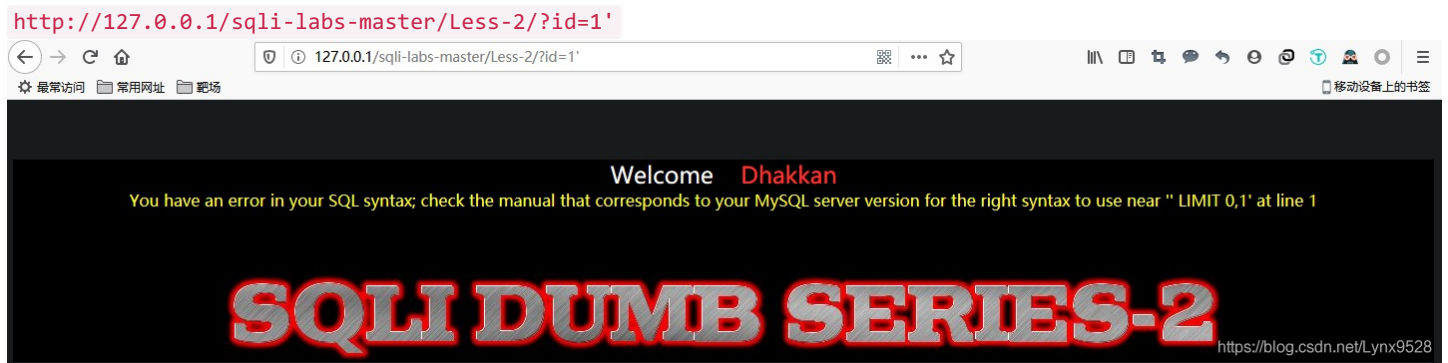 http://127.0.0.1/sqli-labs-master/Less-2/?id=1'
127.0.0.1/sqli-labs-master/Less-2/?id=1'
最常访问 常用网址 靶场 移动设备上的书签
Welcome Dhakkan
You have an error in your SQL syntax; check the manual that corresponds to your MySQL server version for the right syntax to use near '' LIMIT 0,1' at line 1
SQLI DUMB SERIES-2
https://blog.csdn.net/Lynx9528